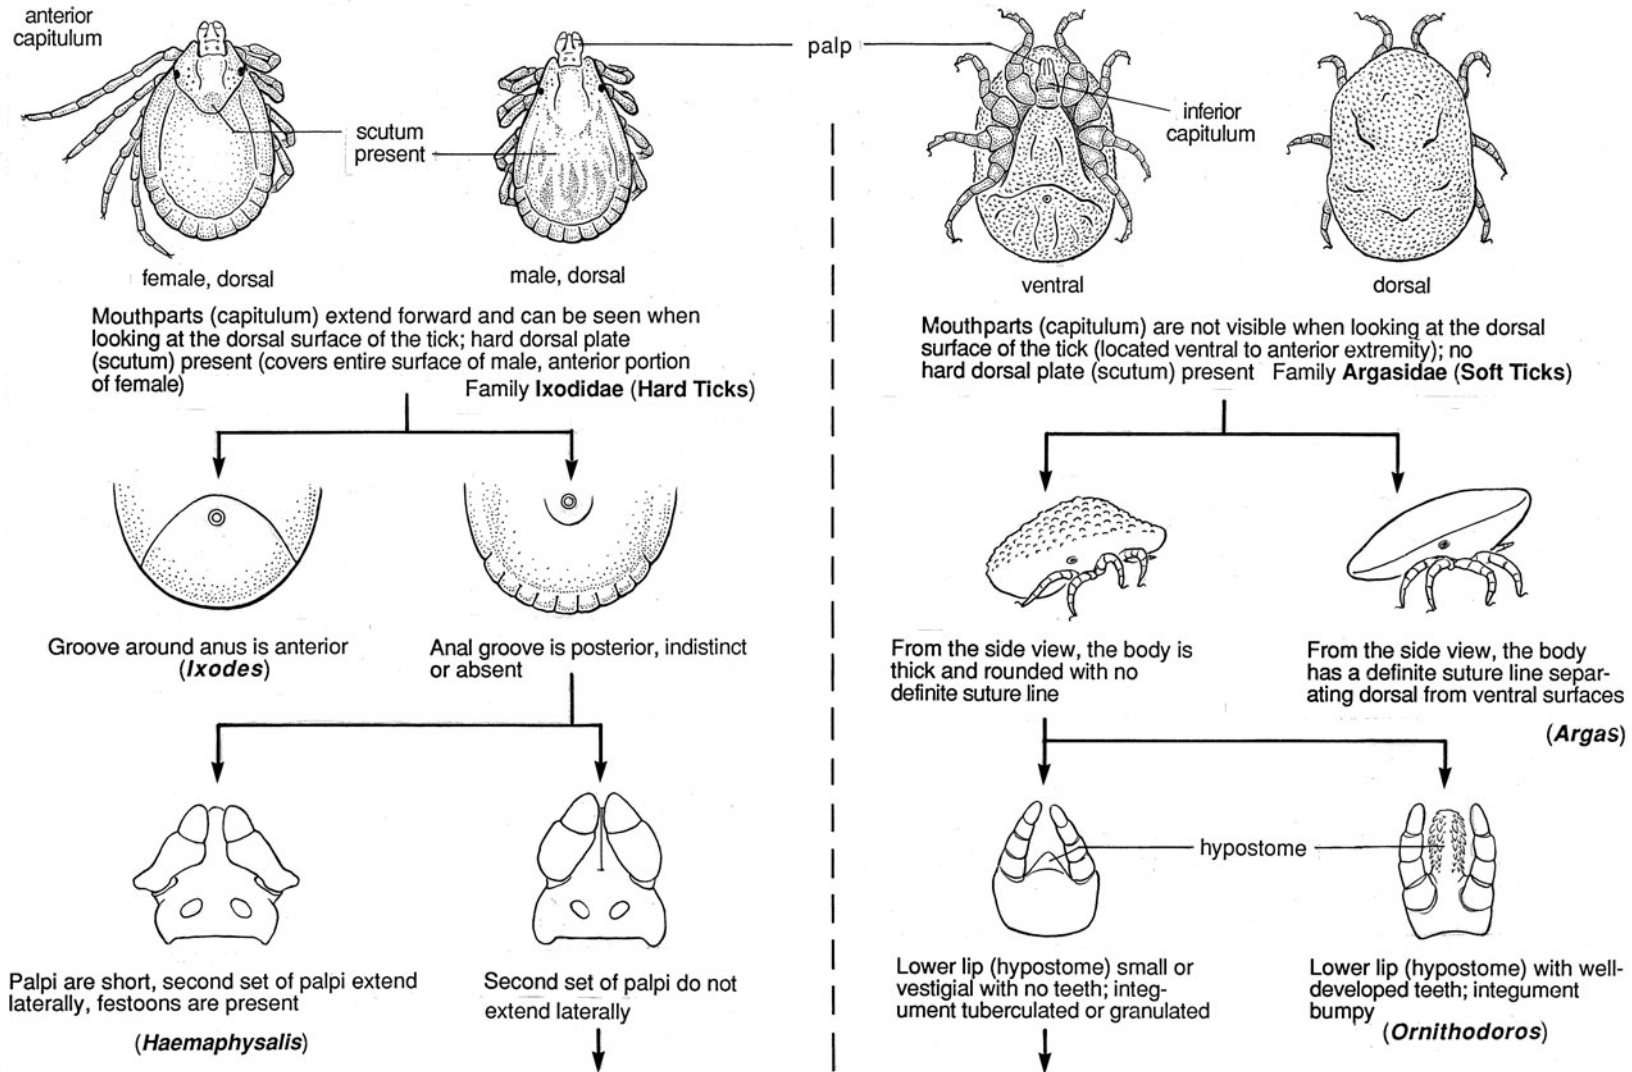 anterior
capitulum
scutum
present
palp
inferior
capitulum
female, dorsal
male, dorsal
Mouthparts (capitulum) extend forward and can be seen when
looking at the dorsal surface of the tick; hard dorsal plate
(scutum) present (covers entire surface of male, anterior portion
of female)
Family Ixodidae (Hard Ticks)
ventral
dorsal
Mouthparts (capitulum) are not visible when looking at the dorsal
surface of the tick (located ventral to anterior extremity); no
hard dorsal plate (scutum) present Family Argasidae (Soft Ticks)
Groove around anus is anterior
(Ixodes)
Anal groove is posterior, indistinct
or absent
From the side view, the body is
thick and rounded with no
definite suture line
From the side view, the body
has a definite suture line separ-
ating dorsal from ventral surfaces
(Argas)
hypostome
Palpi are short, second set of palpi extend
laterally, festoons are present
(Haemaphysalis)
Second set of palpi do not
extend laterally
Lower lip (hypostome) small or
vestigial with no teeth; integ-
ument tuberculated or granulated
Lower lip (hypostome) with well-
developed teeth; integument
bumpy
(Ornithodoros)